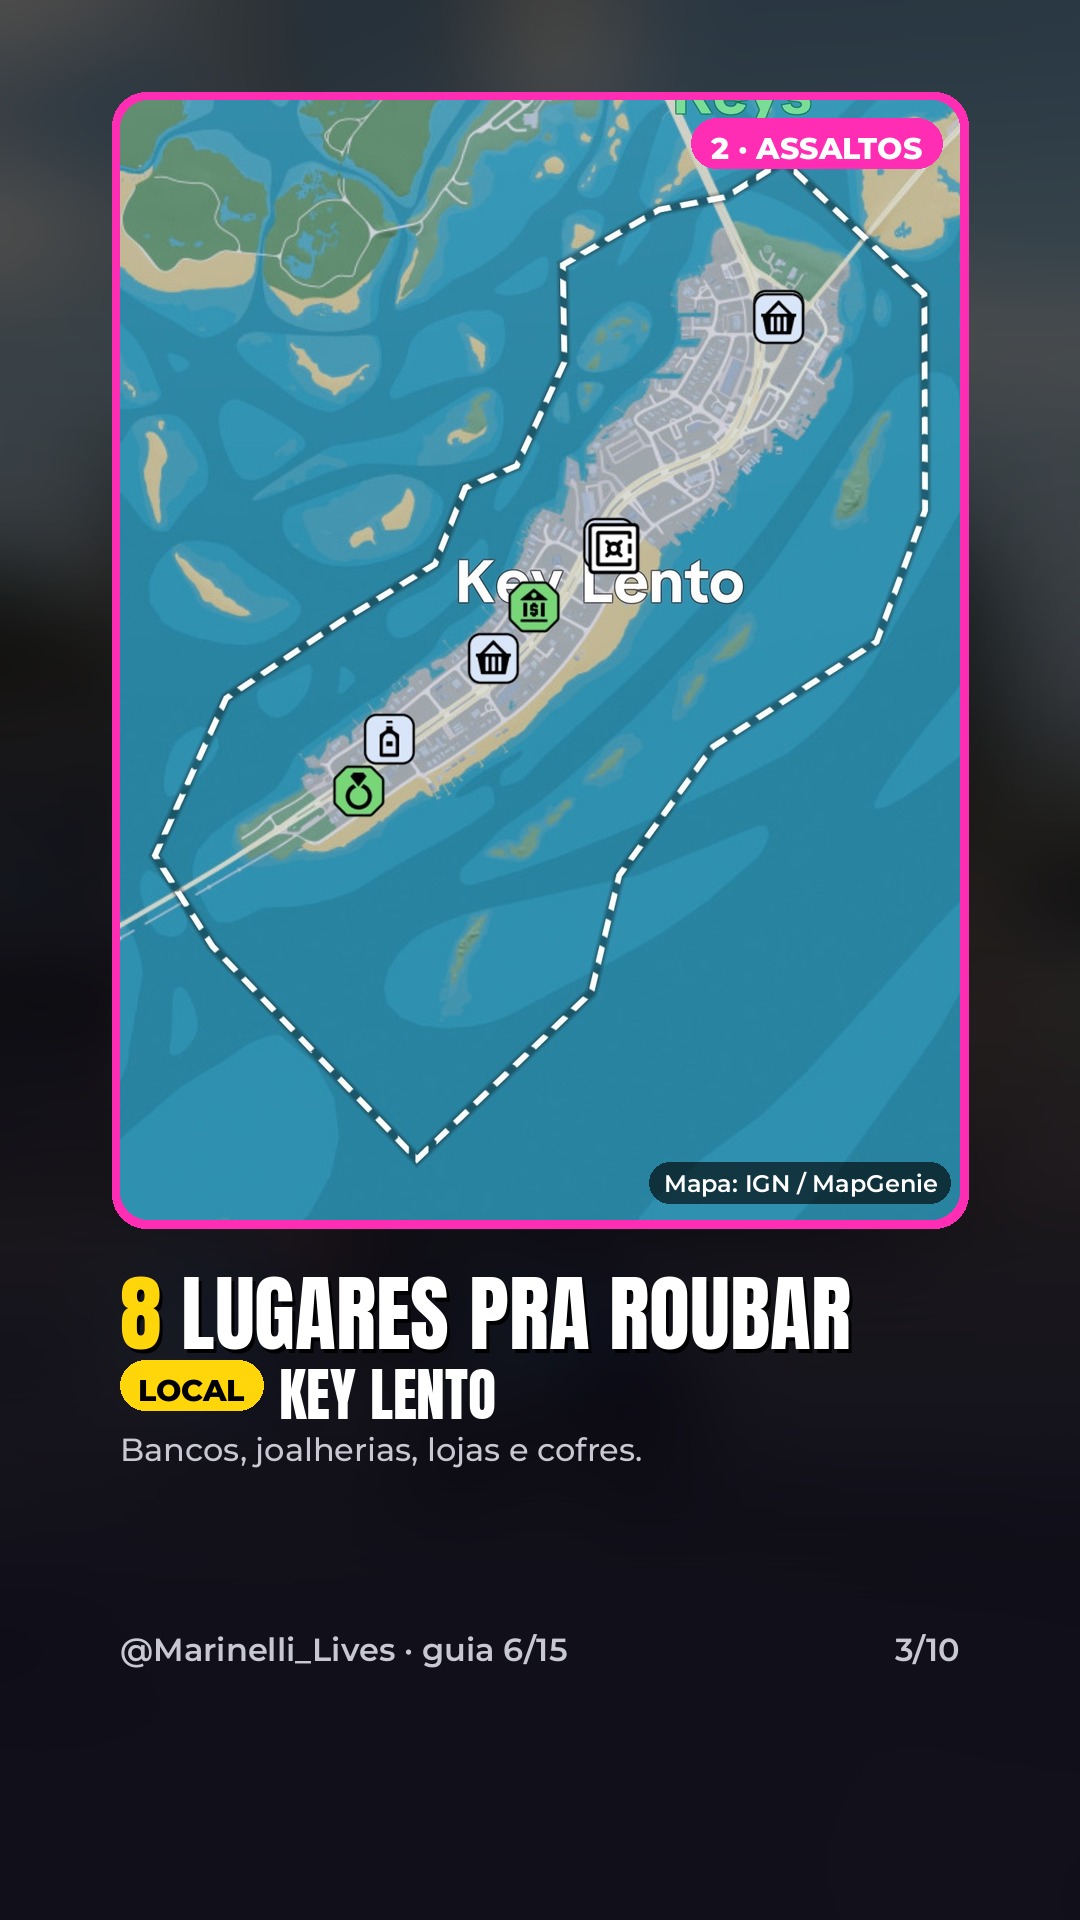 Keys
2 · ASSALTOS
Key Lento
Mapa: IGN / MapGenie
8 LUGARES PRA ROUBAR
LOCAL KEY LENTO
Bancos, joalherias, lojas e cofres.
@Marinelli_Lives · guia 6/15
3/10